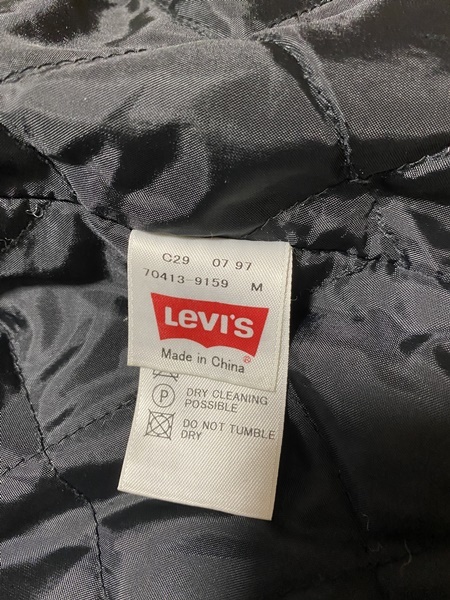 C29 07 97
70413-9159 M
LEVI'S
®
Made in China
P
DRY CLEANING
POSSIBLE
DO NOT TUMBLE
DRY